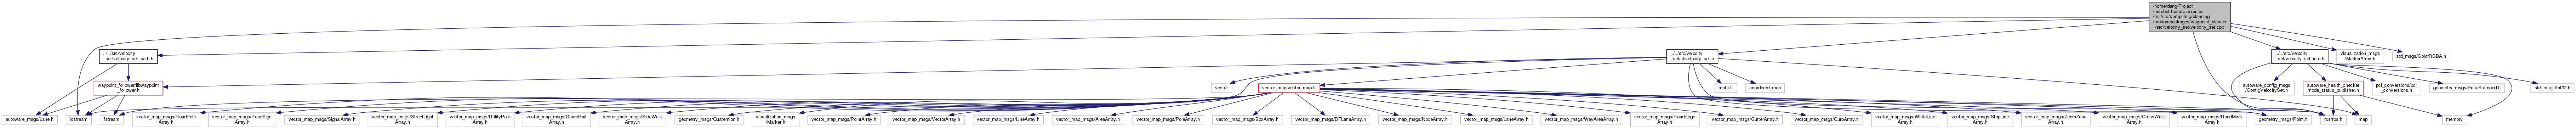 /home/dang/Project
/autobot-feature-decision
/ros/src/computing/planning
/motion/packages/waypoint_planner
/src/velocity_set/velocity_set.cpp
../../src/velocity
_set/velocity_set_path.h
../../src/velocity
_set/libvelocity_set.h
../../src/velocity
_set/velocity_set_info.h
visualization_msgs
/MarkerArray.h
std_msgs/ColorRGBA.h
waypoint_follower/libwaypoint
_follower.h
vector
vector_map/vector_map.h
math.h
unordered_map
autoware_config_msgs
/ConfigVelocitySet.h
autoware_health_checker
/node_status_publisher.h
pcl_conversions/pcl
_conversions.h
geometry_msgs/PoseStamped.h
std_msgs/Int32.h
autoware_msgs/Lane.h
iostream
fstream
vector_map_msgs/RoadPole
Array.h
vector_map_msgs/RoadSign
Array.h
vector_map_msgs/SignalArray.h
vector_map_msgs/StreetLight
Array.h
vector_map_msgs/UtilityPole
Array.h
vector_map_msgs/GuardRail
Array.h
vector_map_msgs/SideWalk
Array.h
geometry_msgs/Quaternion.h
visualization_msgs
/Marker.h
vector_map_msgs/PointArray.h
vector_map_msgs/VectorArray.h
vector_map_msgs/LineArray.h
vector_map_msgs/AreaArray.h
vector_map_msgs/PoleArray.h
vector_map_msgs/BoxArray.h
vector_map_msgs/DTLaneArray.h
vector_map_msgs/NodeArray.h
vector_map_msgs/LaneArray.h
vector_map_msgs/WayAreaArray.h
vector_map_msgs/RoadEdge
Array.h
vector_map_msgs/GutterArray.h
vector_map_msgs/CurbArray.h
vector_map_msgs/WhiteLine
Array.h
vector_map_msgs/StopLine
Array.h
vector_map_msgs/ZebraZone
Array.h
vector_map_msgs/CrossWalk
Array.h
vector_map_msgs/RoadMark
Array.h
geometry_msgs/Point.h
ros/ros.h
map
memory